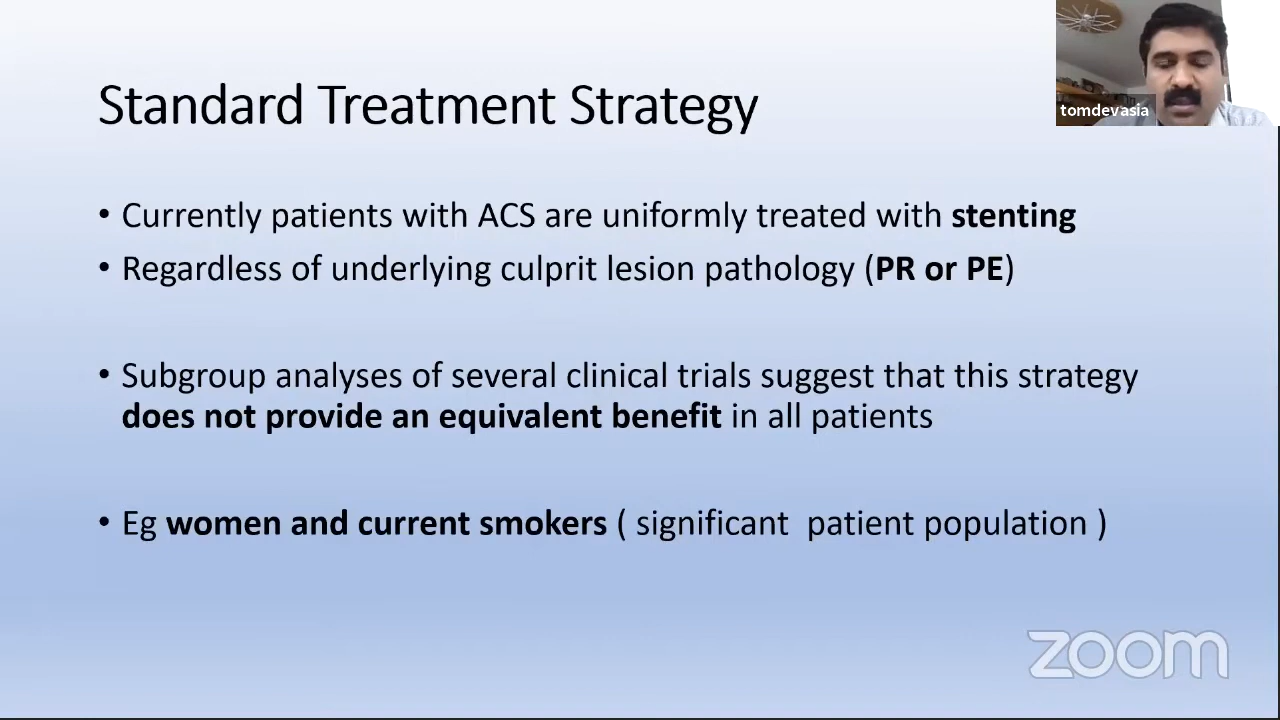 Standard Treatment Strategy
tomdevasia
• Currently patients with ACS are uniformly treated with stenting
• Regardless of underlying culprit lesion pathology (PR or PE)
• Subgroup analyses of several clinical trials suggest that this strategy
does not provide an equivalent benefit in all patients
• Eg women and current smokers ( significant  patient population )
zoom